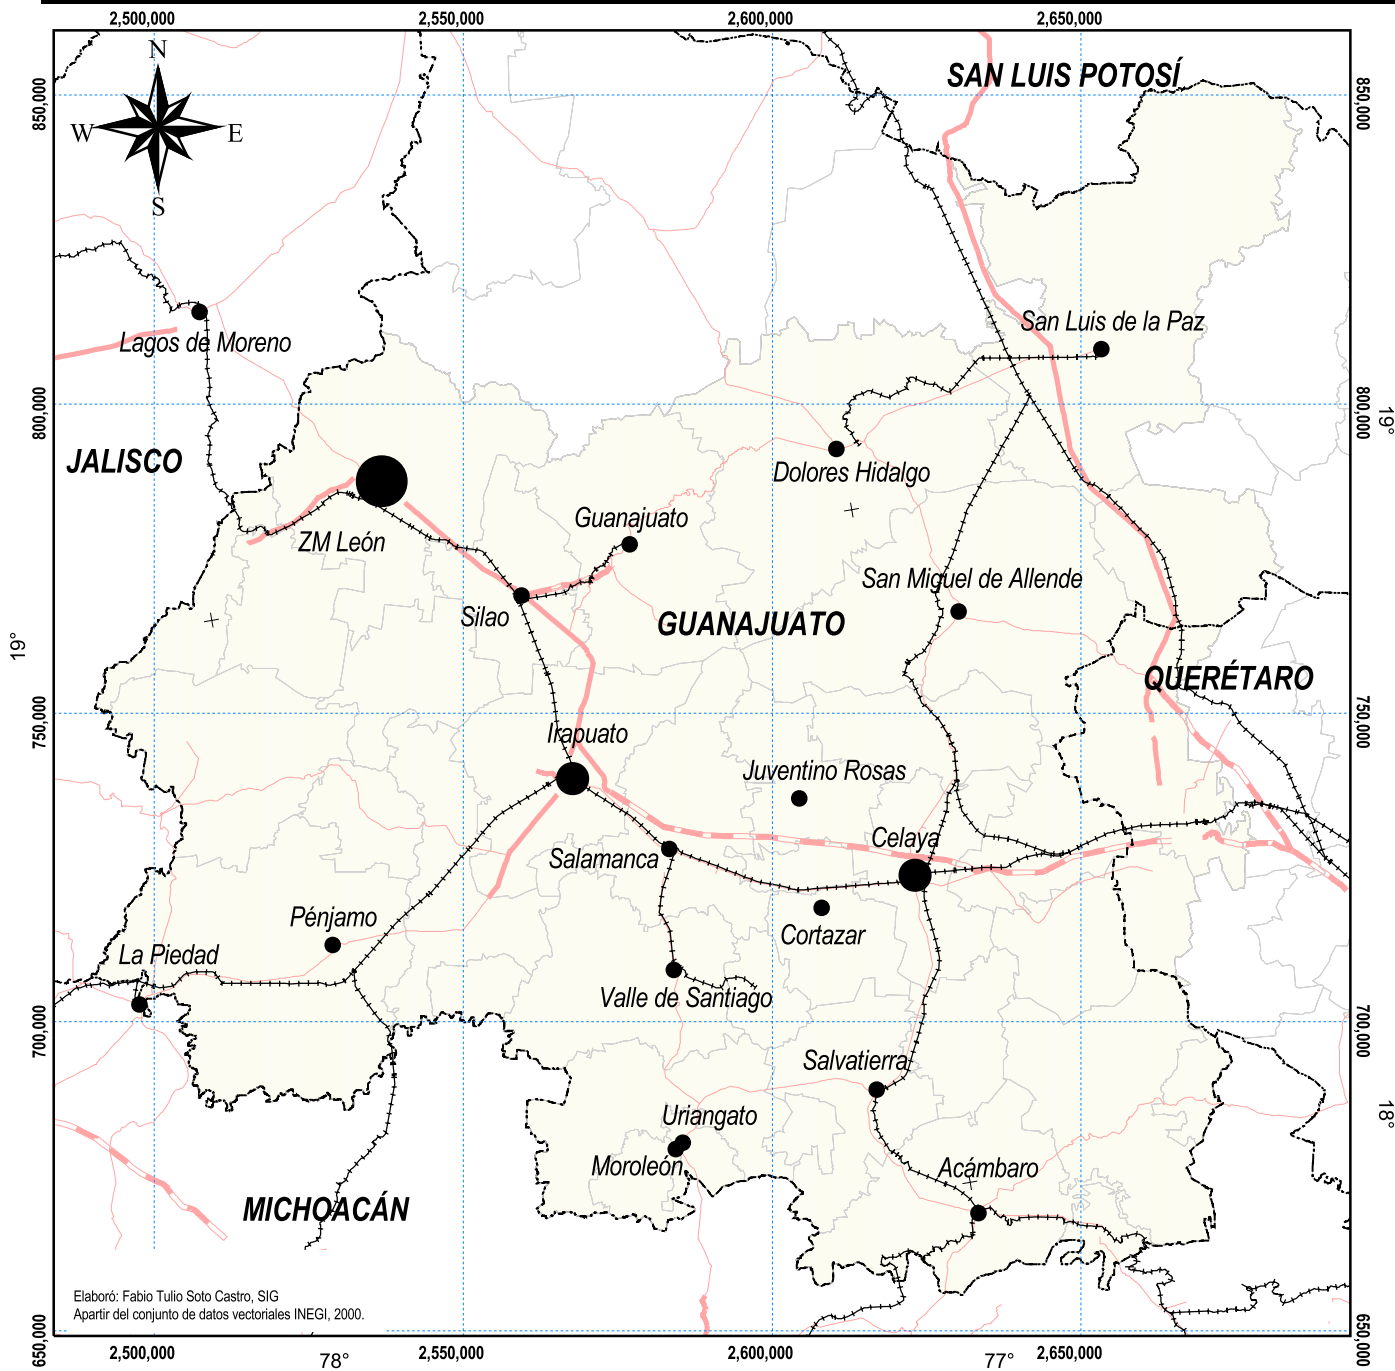 2,500,000 2,550,000 2,600,000 2,650,000
N
SAN LUIS POTOSÍ
850,000 850,000
W E
S
San Luis de la Paz
Lagos de Moreno
800,000 800,000
19°
JALISCO
Dolores Hidalgo
Guanajuato
ZM León
San Miguel de Allende
Silao
GUANAJUATO
19°
QUERÉTARO
750,000 750,000
Irapuato
Juventino Rosas
Celaya
Salamanca
Pénjamo
Cortazar
La Piedad
Valle de Santiago
700,000 700,000
Salvatierra
18°
Uriangato
Moroleón
Acámbaro
MICHOACÁN
Elaboró: Fabio Tulio Soto Castro, SIG
Apartir del conjunto de datos vectoriales INEGI, 2000.
650,000 650,000
2,500,000 2,550,000 2,600,000 2,650,000
78° 77°